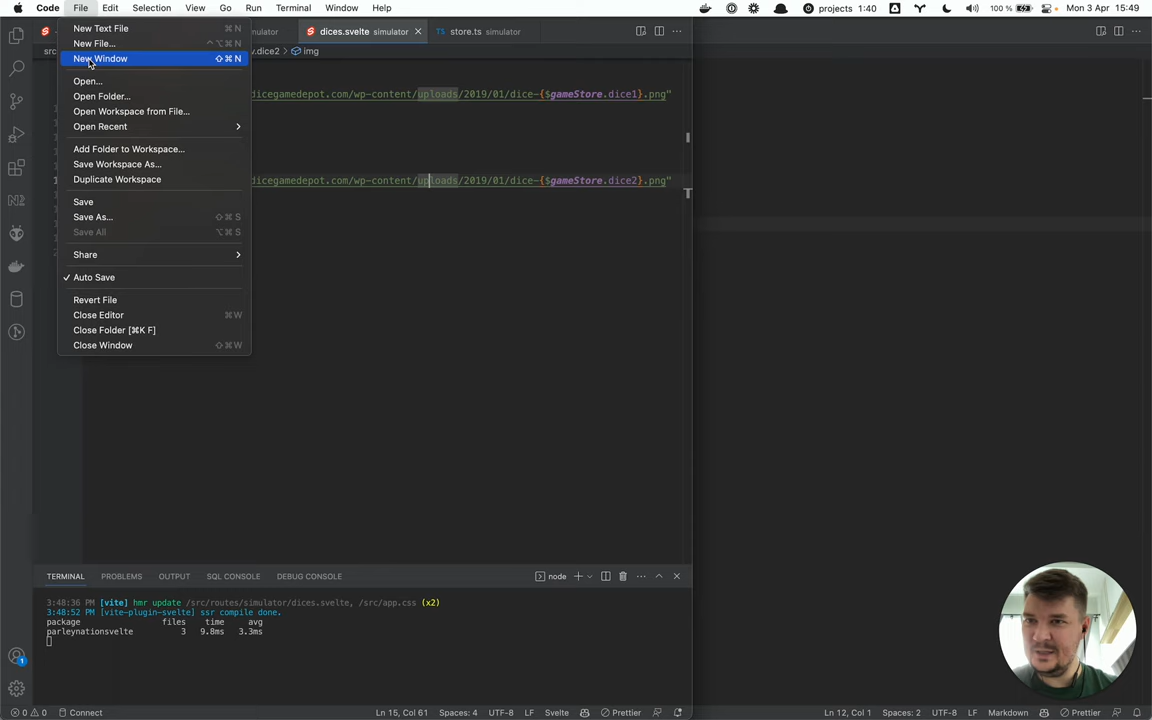 Code File Edit Selection View Go Run Terminal Window Help projects 1:40 100 % Mon 3 Apr 15:49
New Text File ⌘ N
New File... ^⌥⌘ N
New Window ⇧⌘ N
Open...
Open Folder...
Open Workspace from File...
Open Recent
Add Folder to Workspace...
Save Workspace As...
Duplicate Workspace
Save
Save As... ⇧⌘ S
Save All ⌥⌘ S
Share
✓ Auto Save
Revert File
Close Editor ⌘W
Close Folder [⌘K F]
Close Window ⇧⌘W
simulator dices.svelte simulator store.ts simulator
src .dice2 > img
dicegamedepot.com/wp-content/uploads/2019/01/dice-{$gameStore.dice1}.png"
dicegamedepot.com/wp-content/uploads/2019/01/dice-{$gameStore.dice2}.png"
TERMINAL PROBLEMS OUTPUT SQL CONSOLE DEBUG CONSOLE node
3:48:36 PM [vite] hmr update /src/routes/simulator/dices.svelte, /src/app.css (x2)
3:48:52 PM [vite-plugin-svelte] ssr compile done.
package files time avg
parleynationsvelte 3 9.8ms 3.3ms
1
0 0 Connect Ln 15, Col 61 Spaces: 4 UTF-8 LF Svelte Prettier
Ln 12, Col 1 Spaces: 2 UTF-8 LF Markdown Prettier